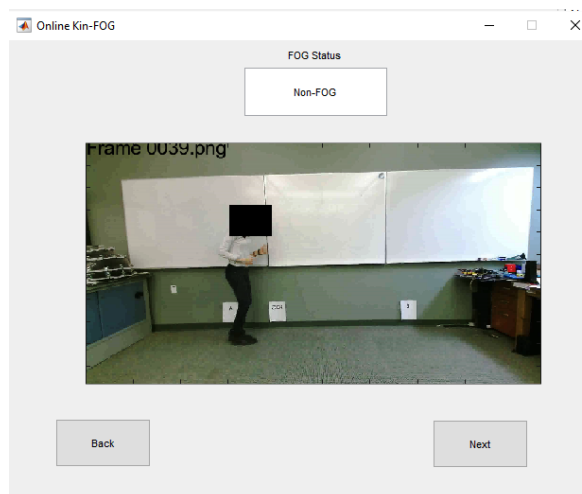 Online Kin-FOG
FOG Status
Non-FOG
Frame 0039.png
A
Back
Next